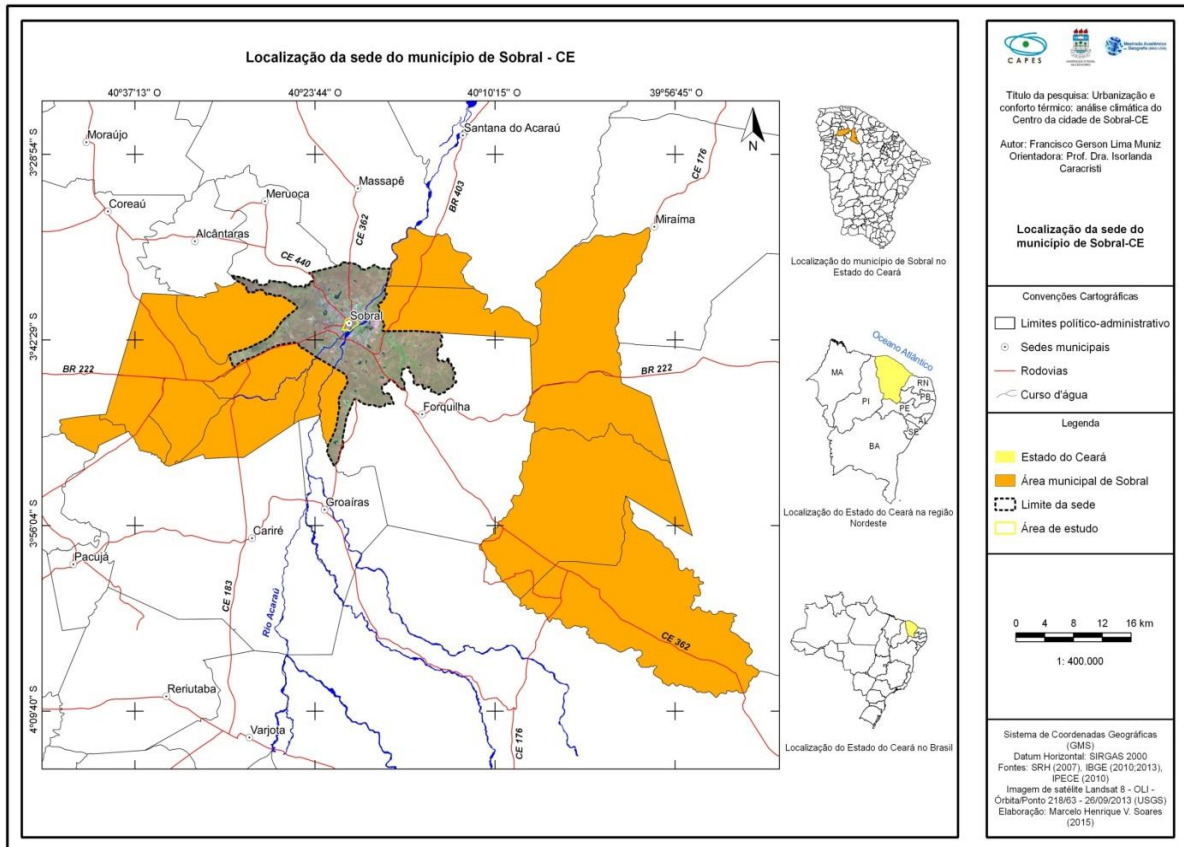 Localização da sede do município de Sobral - CE
40°37'13" O
40°23'44" O
40°10'15" O
39°56'45" O
3°28'54" S
3°42'29" S
3°56'04" S
4°09'40" S
N
Moraújo
Santana do Acaraú
Massapê
Meruoca
Coreaú
Alcântaras
Miraíma
CE 176
BR 403
CE 362
CE 440
Sobral
BR 222
BR 222
Forquilha
Groaíras
Cariré
Pacujá
CE 183
Rio Acaraú
CE 362
Reriutaba
Varjota
CE 176
Localização do município de Sobral no
Estado do Ceará
Oceano Atlântico
MA
PI
RN
PB
PE
AL
SE
BA
Localização do Estado do Ceará na região
Nordeste
Localização do Estado do Ceará no Brasil
CAPES
Título da pesquisa: Urbanização e
conforto térmico: análise climática do
Centro da cidade de Sobral-CE
Autor: Francisco Gerson Lima Muniz
Orientadora: Prof. Dra. Isorlanda
Caracristi
Localização da sede do
município de Sobral-CE
Convenções Cartográficas
Limites político-administrativo
Sedes municipais
Rodovias
Curso d'água
Legenda
Estado do Ceará
Área municipal de Sobral
Limite da sede
Área de estudo
0 4 8 12 16 km
1: 400.000
Sistema de Coordenadas Geográficas
(GMS)
Datum Horizontal: SIRGAS 2000
Fontes: SRH (2007), IBGE (2010;2013),
IPECE (2010)
Imagem de satélite Landsat 8 - OLI -
Órbita/Ponto 218/63 - 26/09/2013 (USGS)
Elaboração: Marcelo Henrique V. Soares
(2015)